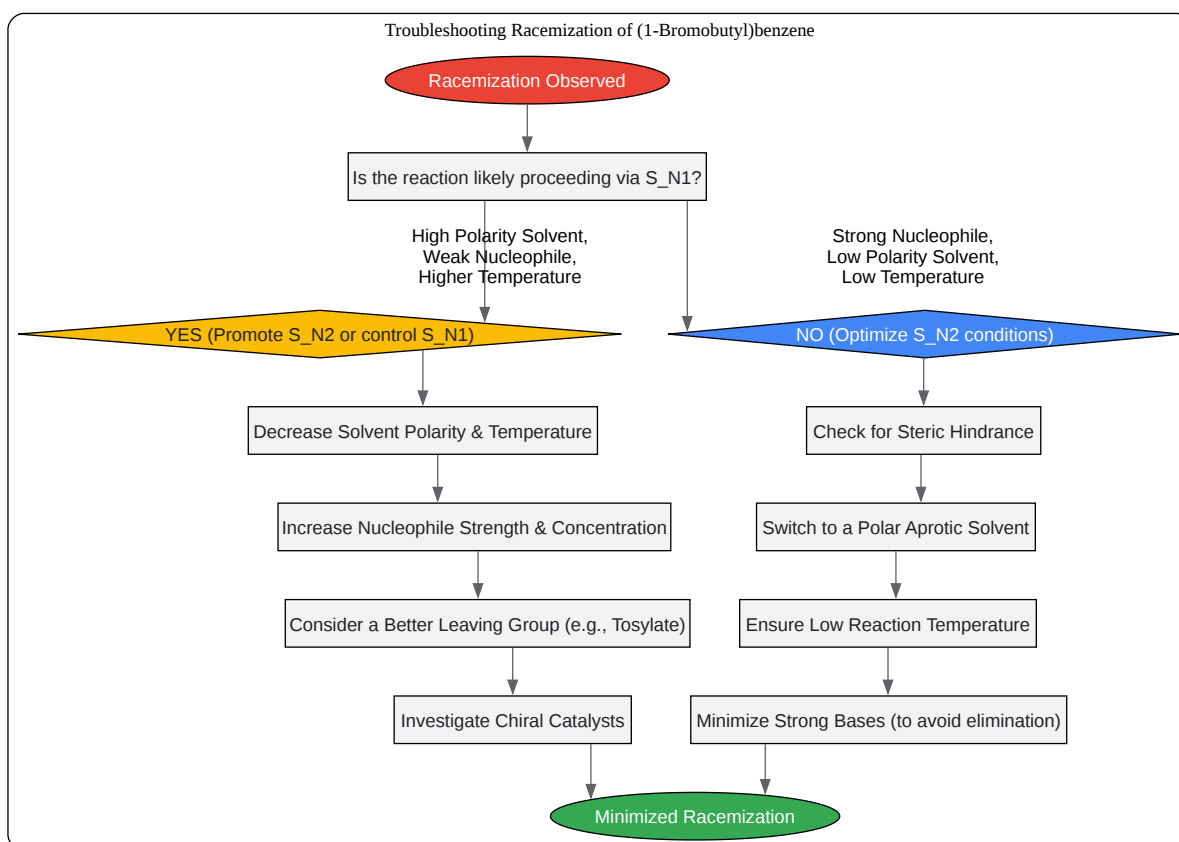 Troubleshooting Racemization of (1-Bromobutyl)benzene
Racemization Observed
Is the reaction likely proceeding via S_N1?
High Polarity Solvent,
Weak Nucleophile,
Higher Temperature
Strong Nucleophile,
Low Polarity Solvent,
Low Temperature
YES (Promote S_N2 or control S_N1)
NO (Optimize S_N2 conditions)
Decrease Solvent Polarity & Temperature
Check for Steric Hindrance
Increase Nucleophile Strength & Concentration
Switch to a Polar Aprotic Solvent
Consider a Better Leaving Group (e.g., Tosylate)
Ensure Low Reaction Temperature
Investigate Chiral Catalysts
Minimize Strong Bases (to avoid elimination)
Minimized Racemization